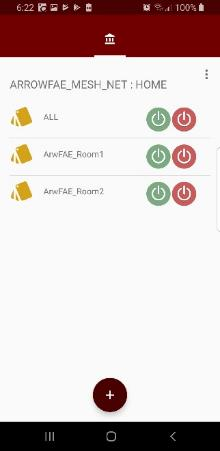 6:22
100%
ARROWFAE_MESH_NET : HOME
ALL
ArwFAE_Room1
ArwFAE_Room2